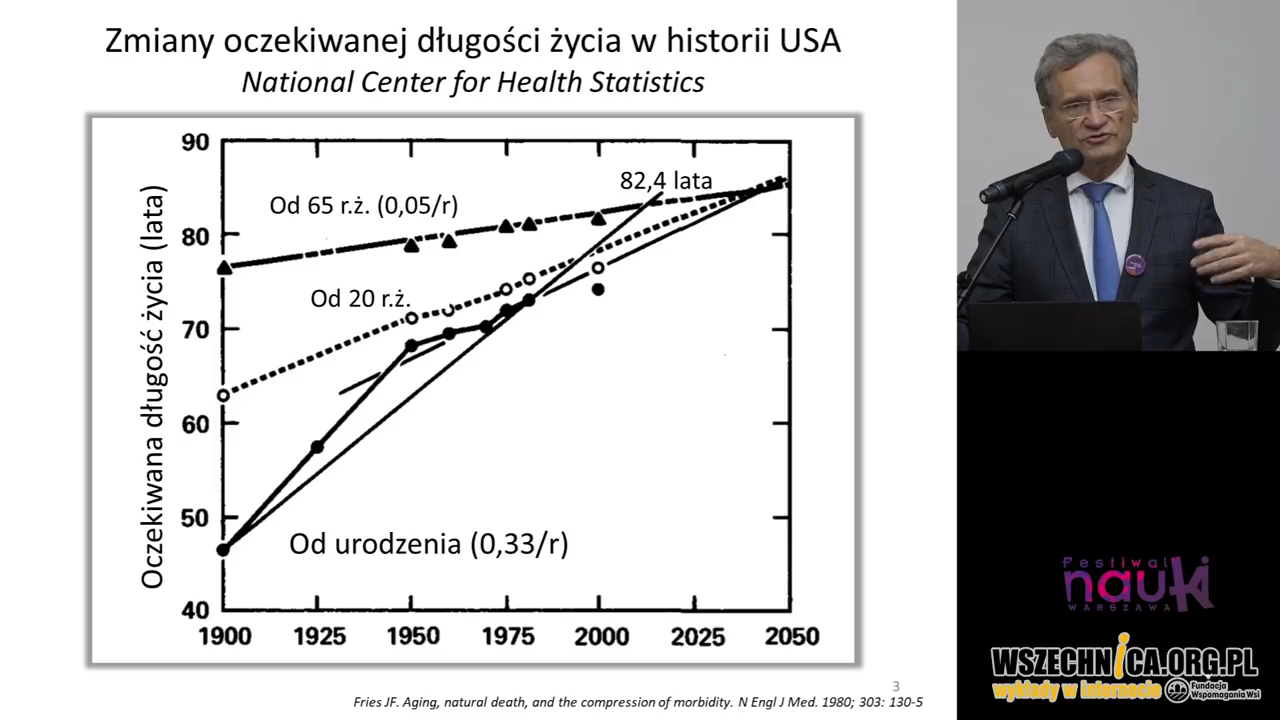 Zmiany oczekiwanej długości życia w historii USA
National Center for Health Statistics
Oczekiwana długość życia (lata)
90
80
70
60
50
40
82,4 lata
Od 65 r.ż. (0,05/r)
Od 20 r.ż.
Od urodzenia (0,33/r)
1900 1925 1950 1975 2000 2025 2050
3
Fries JF. Aging, natural death, and the compression of morbidity. N Engl J Med. 1980; 303: 130-5
Festiwal
nauki
WARSZAWA
WSZECHNICA.ORG.PL
wykłady w internecie
Fundacja
Wspomagania Wsi